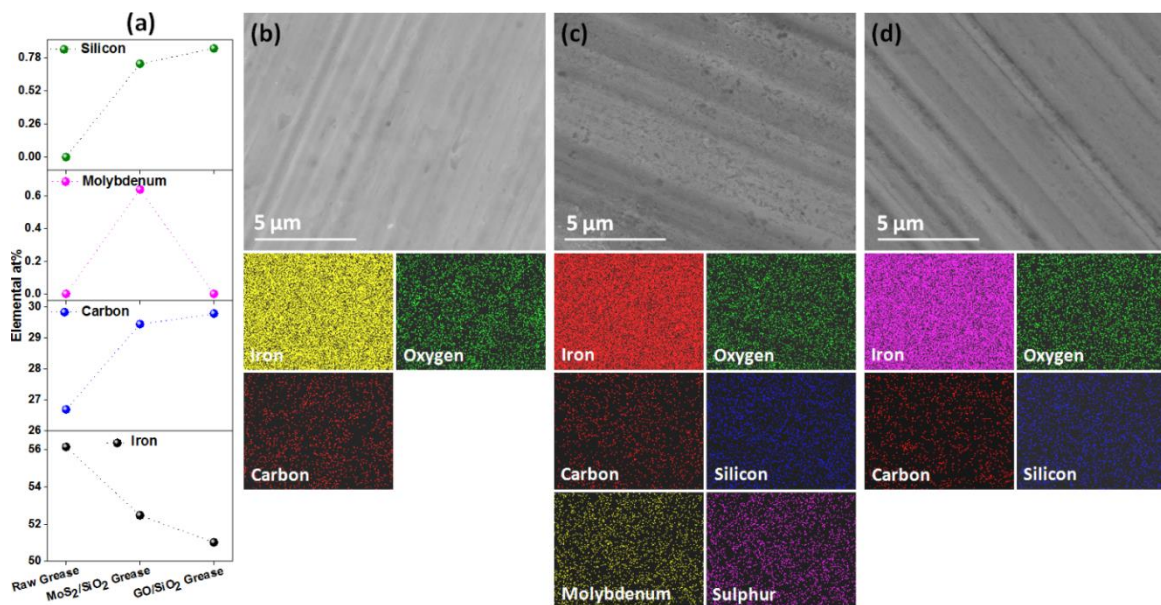 (a)
Silicon
0.78
0.52
0.26
0.00
Molybdenum
0.6
0.4
0.2
0.0
Carbon
30
29
28
27
26
Iron
56
54
52
50
Elemental at%
Raw Grease
MoS₂/SiO₂ Grease
GO/SiO₂ Grease
(b)
5 µm
Iron
Oxygen
Carbon
(c)
5 µm
Iron
Oxygen
Carbon
Silicon
Molybdenum
Sulphur
(d)
5 µm
Iron
Oxygen
Carbon
Silicon